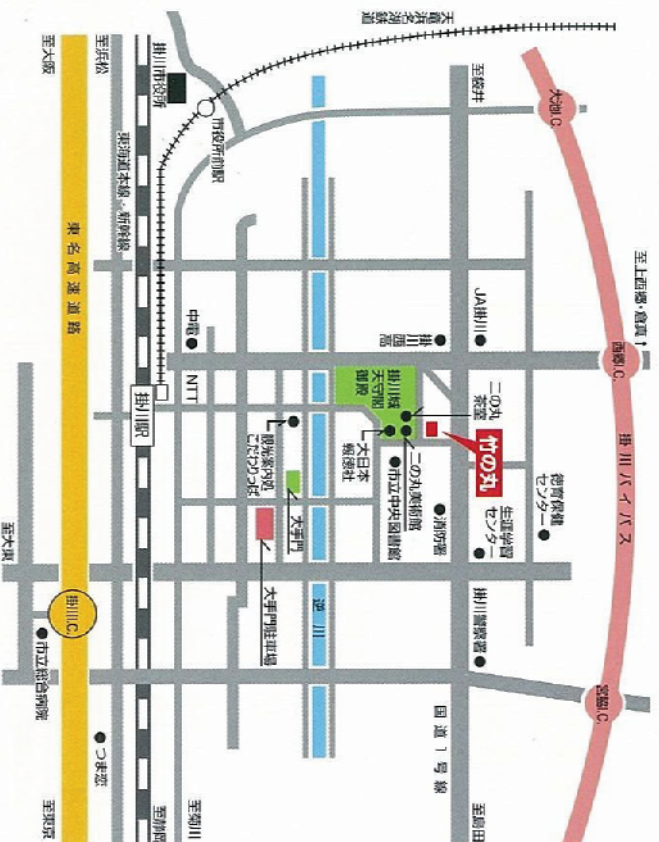 天竜浜名湖鉄道
至上西郷・倉真↑
大池I.C.
西郷I.C.
掛川バイパス
宮脇I.C.
至袋井
JA掛川
二の丸
茶室
竹の丸
徳育保健
センター
生涯学習
センター
掛川警察署
国道1号線
至島田
掛川
西高
消防署
二の丸美術館
市立中央図書館
大日本
報徳社
掛川城
天守閣
御殿
逆川
市役所前駅
掛川市役所
中電
NTT
観光案内処
こだわりっぱ
大手門
大手門駐車場
至菊川
至浜松
東海道本線・新幹線
掛川駅
至静岡
つま恋
至大阪
東名高速道路
掛川I.C.
市立総合病院
至大東
至東京